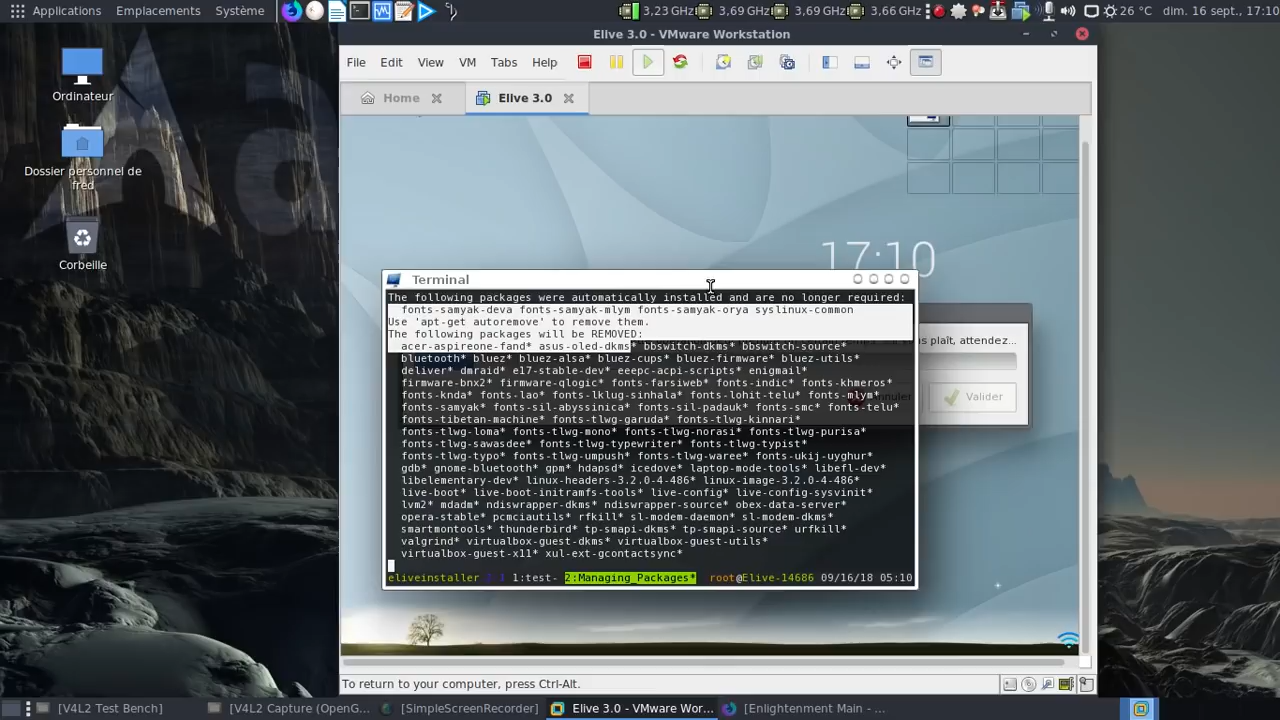 Applications Emplacements Système 3,23 GHz 3,69 GHz 3,69 GHz 3,66 GHz 26 °C dim. 16 sept., 17:10
Elive 3.0 - VMware Workstation
File Edit View VM Tabs Help
Home Elive 3.0
Ordinateur
Dossier personnel de
fred
Corbeille
17:10
Terminal
The following packages were automatically installed and are no longer required:
fonts-samyak-deva fonts-samyak-mlym fonts-samyak-orya syslinux-common
Use 'apt-get autoremove' to remove them.
The following packages will be REMOVED:
acer-aspireone-fand* asus-oled-dkms* bbswitch-dkms* bbswitch-source*
bluetooth* bluez* bluez-alsa* bluez-cups* bluez-firmware* bluez-utils*
deliver* dmraid* e17-stable-dev* eeepc-acpi-scripts* enigmail*
firmware-bnx2* firmware-qlogic* fonts-farsiweb* fonts-indic* fonts-khmeros*
fonts-knda* fonts-lao* fonts-lklug-sinhala* fonts-lohit-telu* fonts-mlym*
fonts-samyak* fonts-sil-abyssinica* fonts-sil-padauk* fonts-smc* fonts-telu*
fonts-tibetan-machine* fonts-tlwg-garuda* fonts-tlwg-kinnari*
fonts-tlwg-loma* fonts-tlwg-mono* fonts-tlwg-norasi* fonts-tlwg-purisa*
fonts-tlwg-sawasdee* fonts-tlwg-typewriter* fonts-tlwg-typist*
fonts-tlwg-typo* fonts-tlwg-umpush* fonts-tlwg-waree* fonts-ukij-uyghur*
gdb* gnome-bluetooth* gpm* hdapsd* icedove* laptop-mode-tools* libefl-dev*
libelementary-dev* linux-headers-3.2.0-4-486* linux-image-3.2.0-4-486*
live-boot* live-boot-initramfs-tools* live-config* live-config-sysvinit*
lvm2* mdadm* ndiswrapper-dkms* ndiswrapper-source* obex-data-server*
opera-stable* pcmciautils* rfkill* sl-modem-daemon* sl-modem-dkms*
smartmontools* thunderbird* tp-smapi-dkms* tp-smapi-source* urfkill*
valgrind* virtualbox-guest-dkms* virtualbox-guest-utils*
virtualbox-guest-x11* xul-ext-gcontactsync*
eliveinstaller 1:test- 2:Managing_Packages* root@Elive-14686 09/16/18 05:10
plaît, attendez...
Valider
To return to your computer, press Ctrl-Alt.
[V4L2 Test Bench] [V4L2 Capture (OpenG... [SimpleScreenRecorder] Elive 3.0 - VMware Wor... [Enlightenment Main - ...